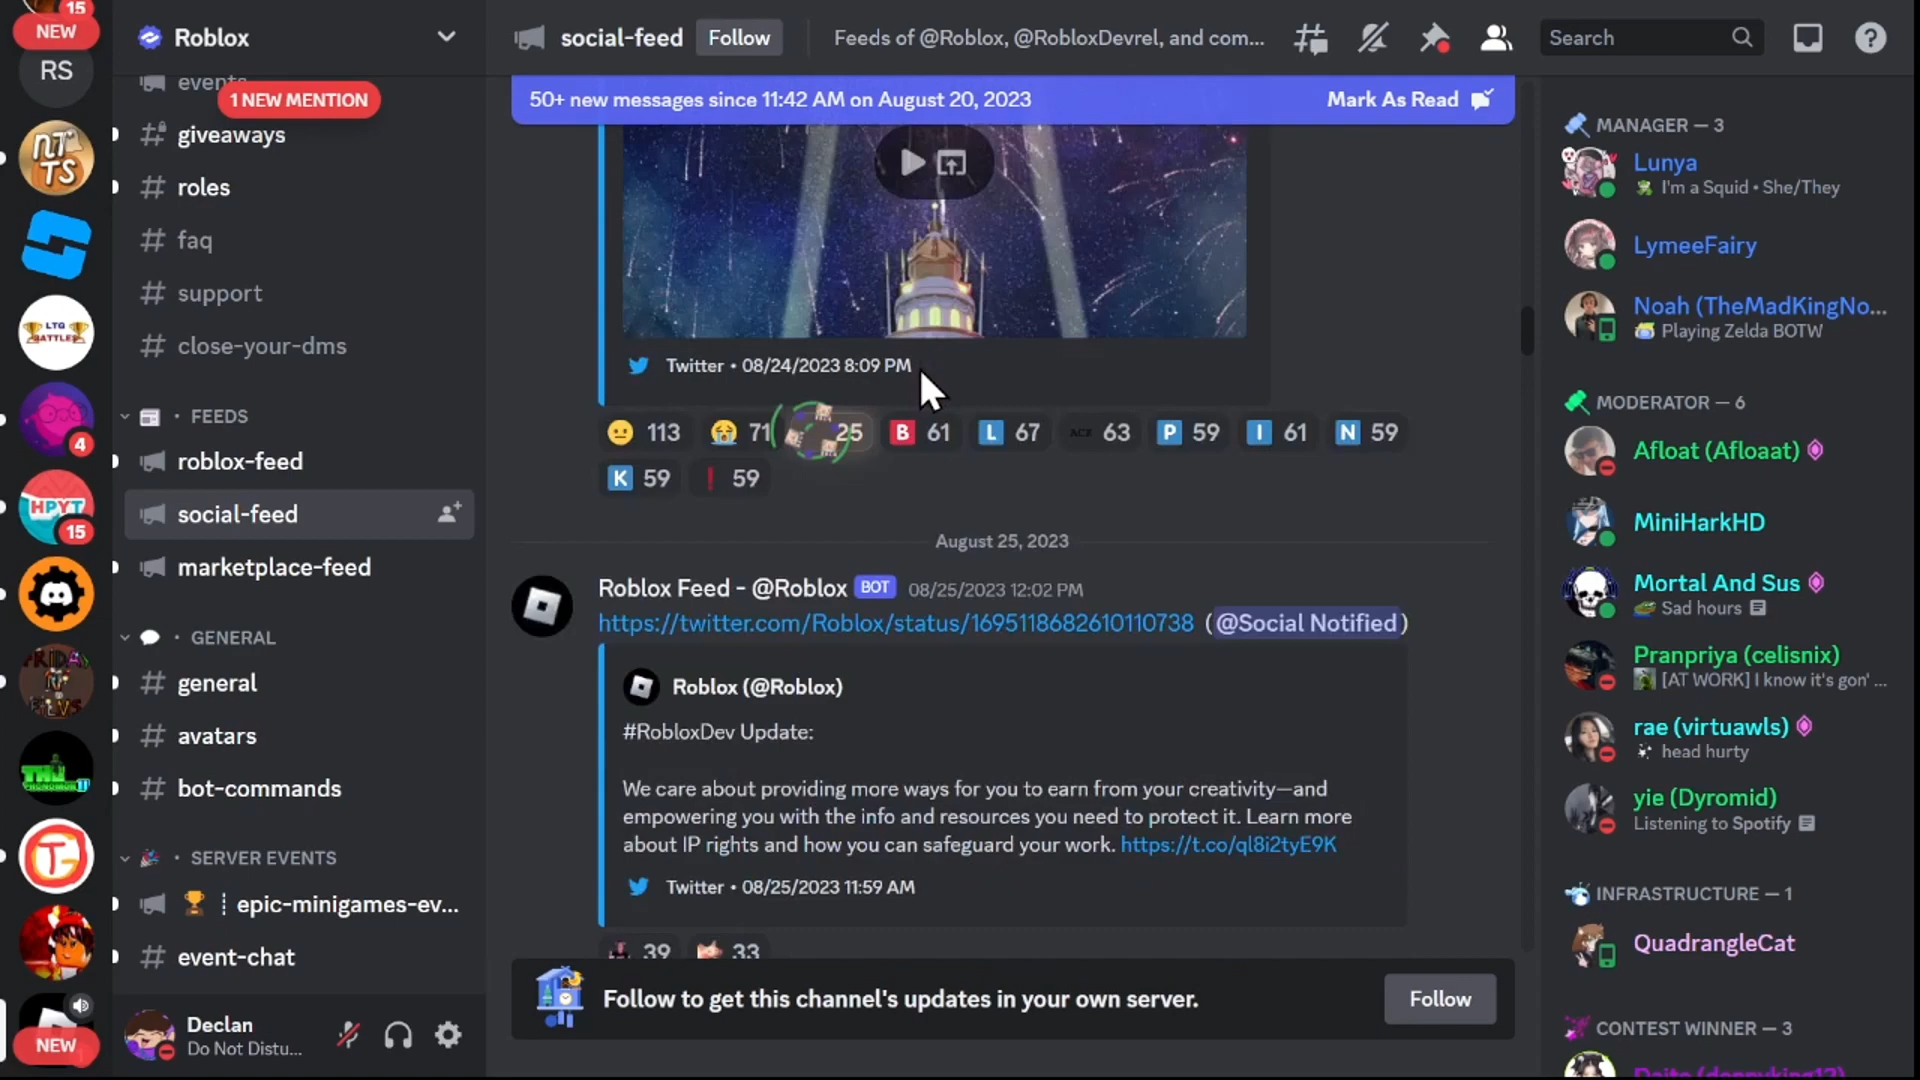 15
NEW
RS
4
HPYT
15
LTG
BATTLES
NEW
Roblox
events
1 NEW MENTION
giveaways
roles
faq
support
close-your-dms
• FEEDS
roblox-feed
social-feed
marketplace-feed
• GENERAL
general
avatars
bot-commands
• SERVER EVENTS
epic-minigames-ev...
event-chat
Declan
Do Not Distu...
social-feed
Follow
Feeds of @Roblox, @RobloxDevrel, and com...
Search
50+ new messages since 11:42 AM on August 20, 2023
Mark As Read
Twitter • 08/24/2023 8:09 PM
113 71 25 B 61 L 67 63 P 59 I 61 N 59
K 59 59
August 25, 2023
Roblox Feed - @Roblox BOT 08/25/2023 12:02 PM
https://twitter.com/Roblox/status/1695118682610110738 (@Social Notified)
Roblox (@Roblox)
#RobloxDev Update:
We care about providing more ways for you to earn from your creativity—and
empowering you with the info and resources you need to protect it. Learn more
about IP rights and how you can safeguard your work. https://t.co/ql8i2tyE9K
Twitter • 08/25/2023 11:59 AM
39 33
Follow to get this channel's updates in your own server.
Follow
MANAGER — 3
Lunya
I'm a Squid • She/They
LymeeFairy
Noah (TheMadKingNo...
Playing Zelda BOTW
MODERATOR — 6
Afloat (Afloaat)
MiniHarkHD
Mortal And Sus
Sad hours
Pranpriya (celisnix)
[AT WORK] I know it's gon' ...
rae (virtuawls)
head hurty
yie (Dyromid)
Listening to Spotify
INFRASTRUCTURE — 1
QuadrangleCat
CONTEST WINNER — 3